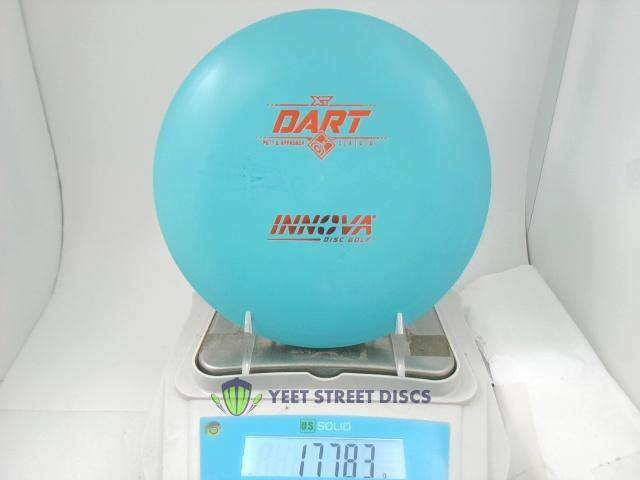 XT
DART
PUTT & APPROACH
INNOVA
DISC GOLF
YEET STREET DISCS
US SOLID
177.83 g